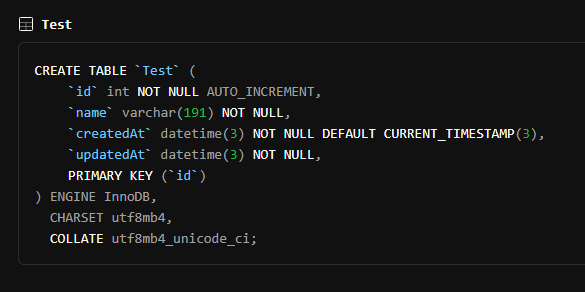 Test
CREATE TABLE `Test` (
`id` int NOT NULL AUTO_INCREMENT,
`name` varchar(191) NOT NULL,
`createdAt` datetime(3) NOT NULL DEFAULT CURRENT_TIMESTAMP(3),
`updatedAt` datetime(3) NOT NULL,
PRIMARY KEY (`id`)
) ENGINE InnoDB,
CHARSET utf8mb4,
COLLATE utf8mb4_unicode_ci;